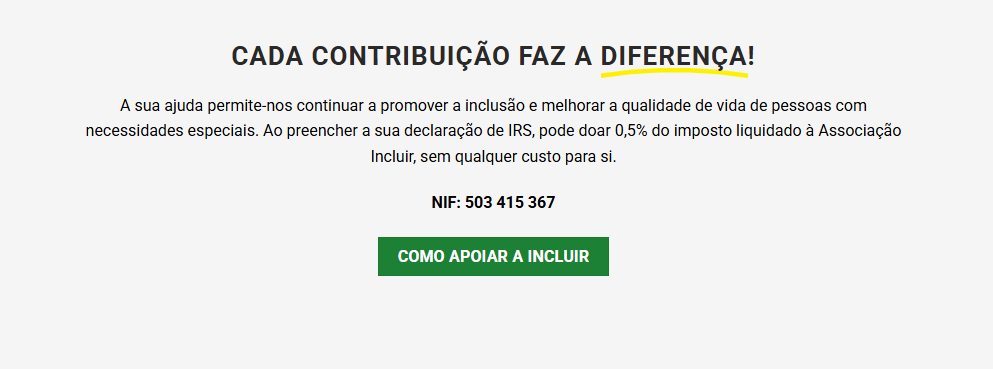 CADA CONTRIBUIÇÃO FAZ A DIFERENÇA!
A sua ajuda permite-nos continuar a promover a inclusão e melhorar a qualidade de vida de pessoas com
necessidades especiais. Ao preencher a sua declaração de IRS, pode doar 0,5% do imposto liquidado à Associação
Incluir, sem qualquer custo para si.
NIF: 503 415 367
COMO APOIAR A INCLUIR